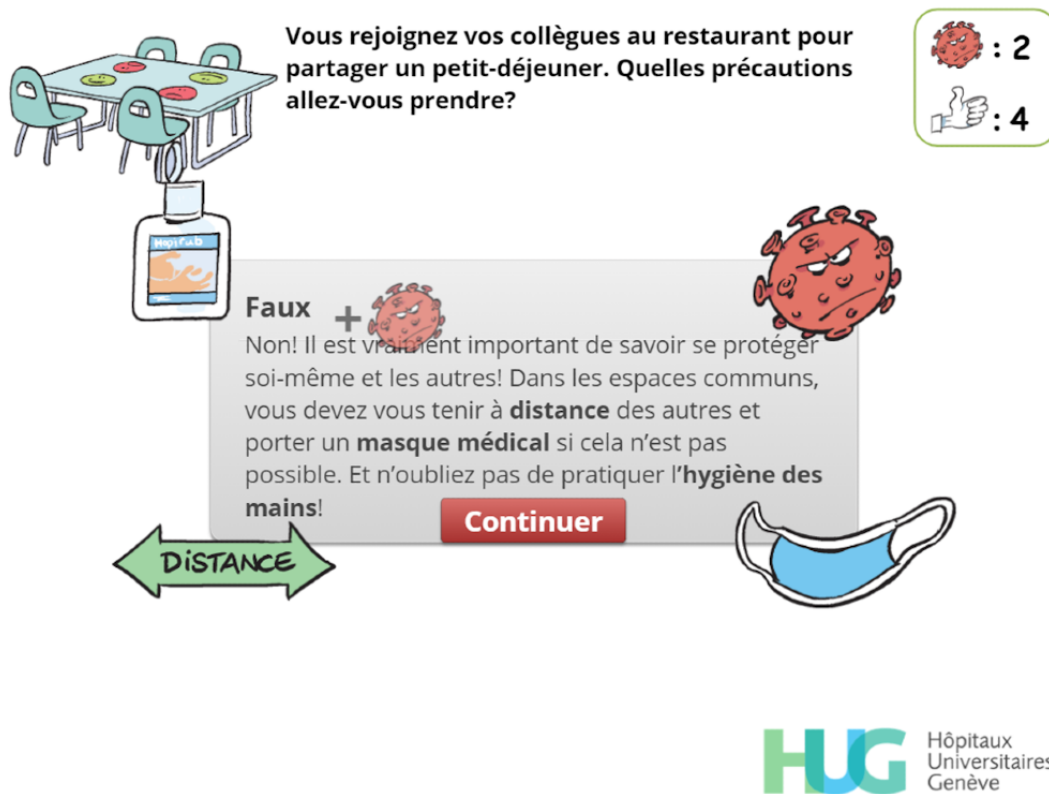 Vous rejoignez vos collègues au restaurant pour
partager un petit-déjeuner. Quelles précautions
allez-vous prendre?
: 2
: 4
Hopirub
Faux +
Non! Il est vraiment important de savoir se protéger
soi-même et les autres! Dans les espaces communs,
vous devez vous tenir à distance des autres et
porter un masque médical si cela n'est pas
possible. Et n'oubliez pas de pratiquer l'hygiène des
mains!
Continuer
DiSTANCE
HUG
Hôpitaux
Universitaires
Genève